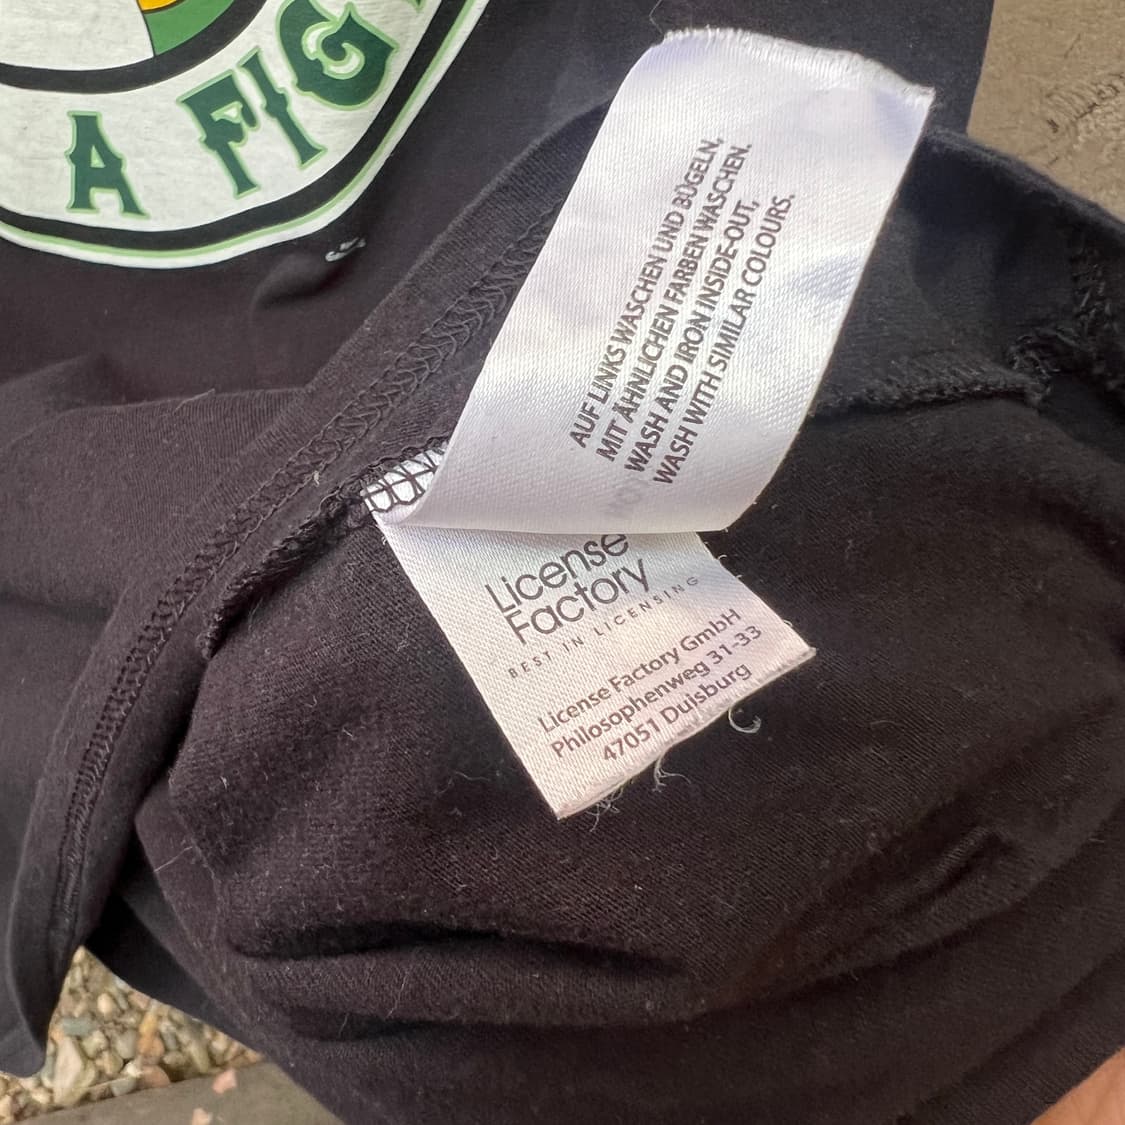 A FIG
AUF LINKS WASCHEN UND BÜGELN,
MIT ÄHNLICHEN FARBEN WASCHEN.
WASH AND IRON INSIDE-OUT,
WASH WITH SIMILAR COLOURS.
License
Factory
BEST IN LICENSING
License Factory GmbH
Philosophenweg 31-33
47051 Duisburg